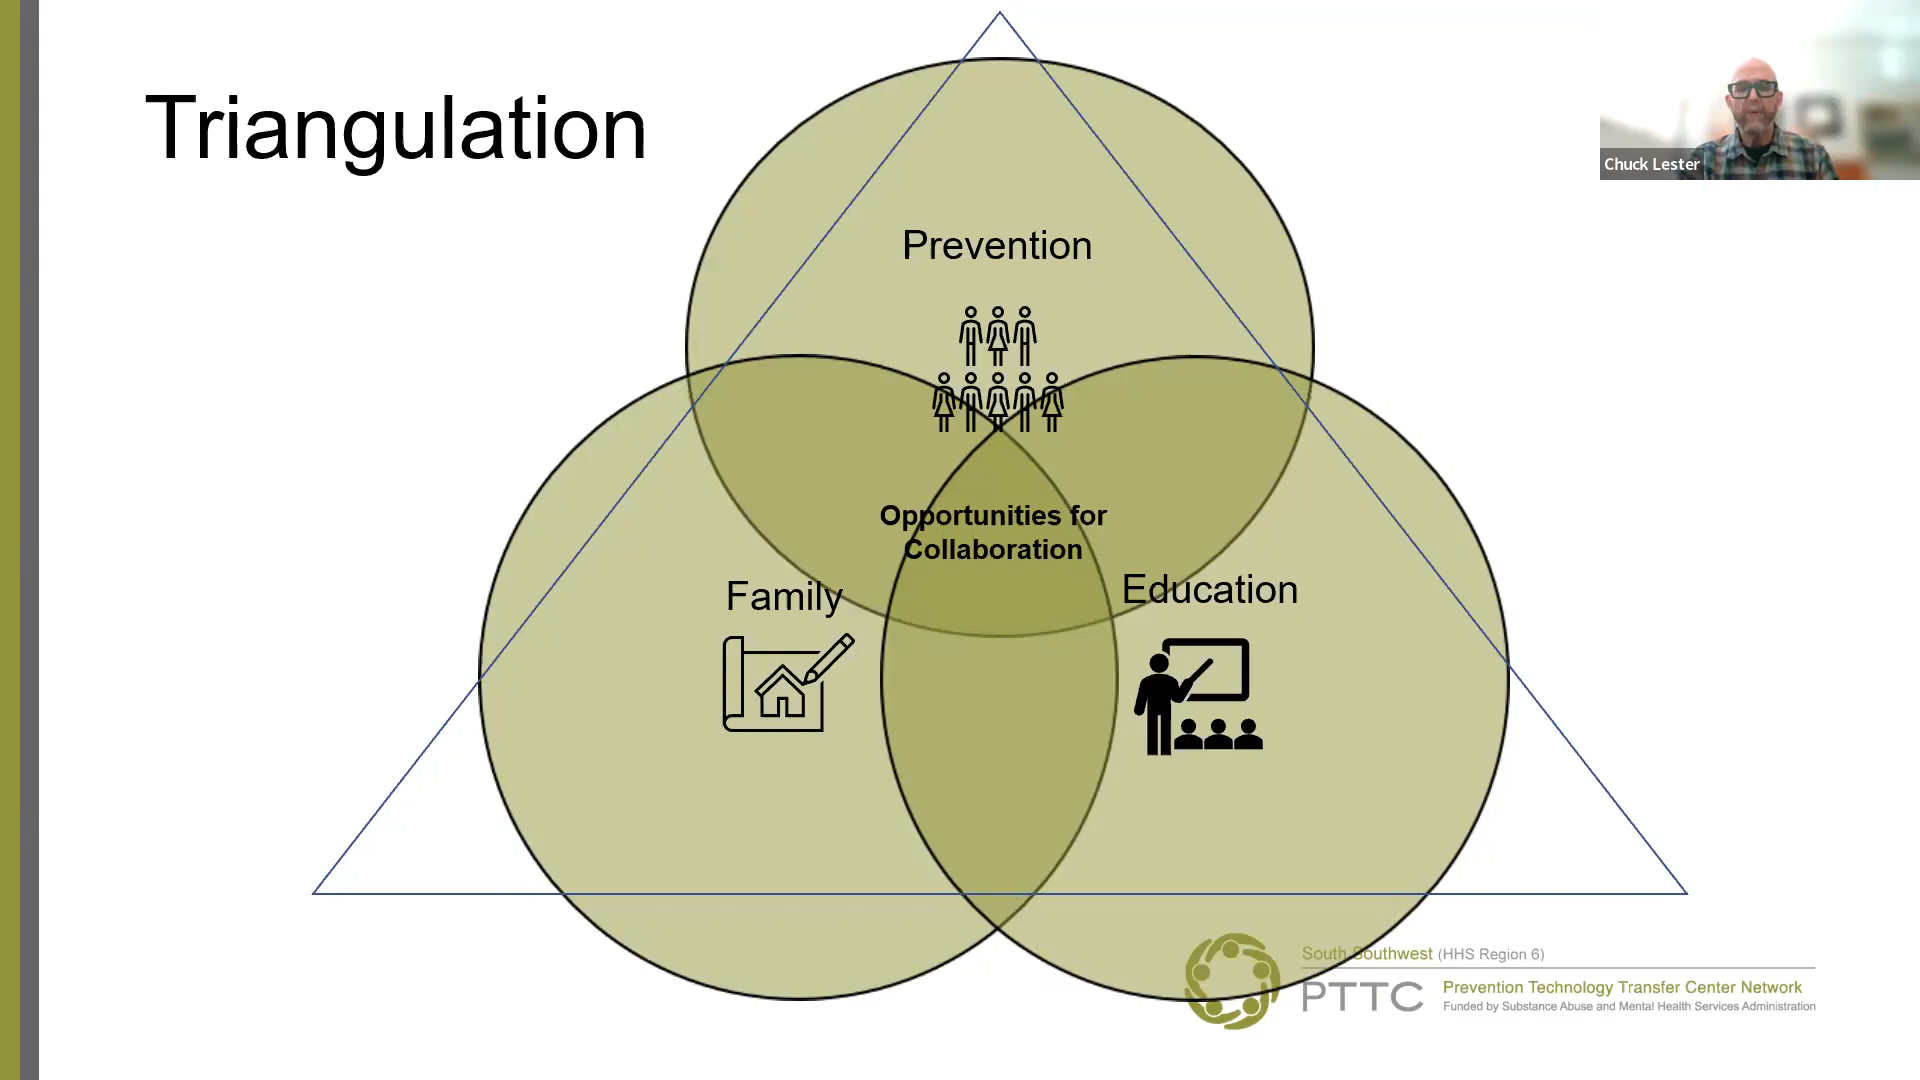 Triangulation
Chuck Lester
Prevention
Opportunities for
Collaboration
Family
Education
South Southwest (HHS Region 6)
PTTC
Prevention Technology Transfer Center Network
Funded by Substance Abuse and Mental Health Services Administration